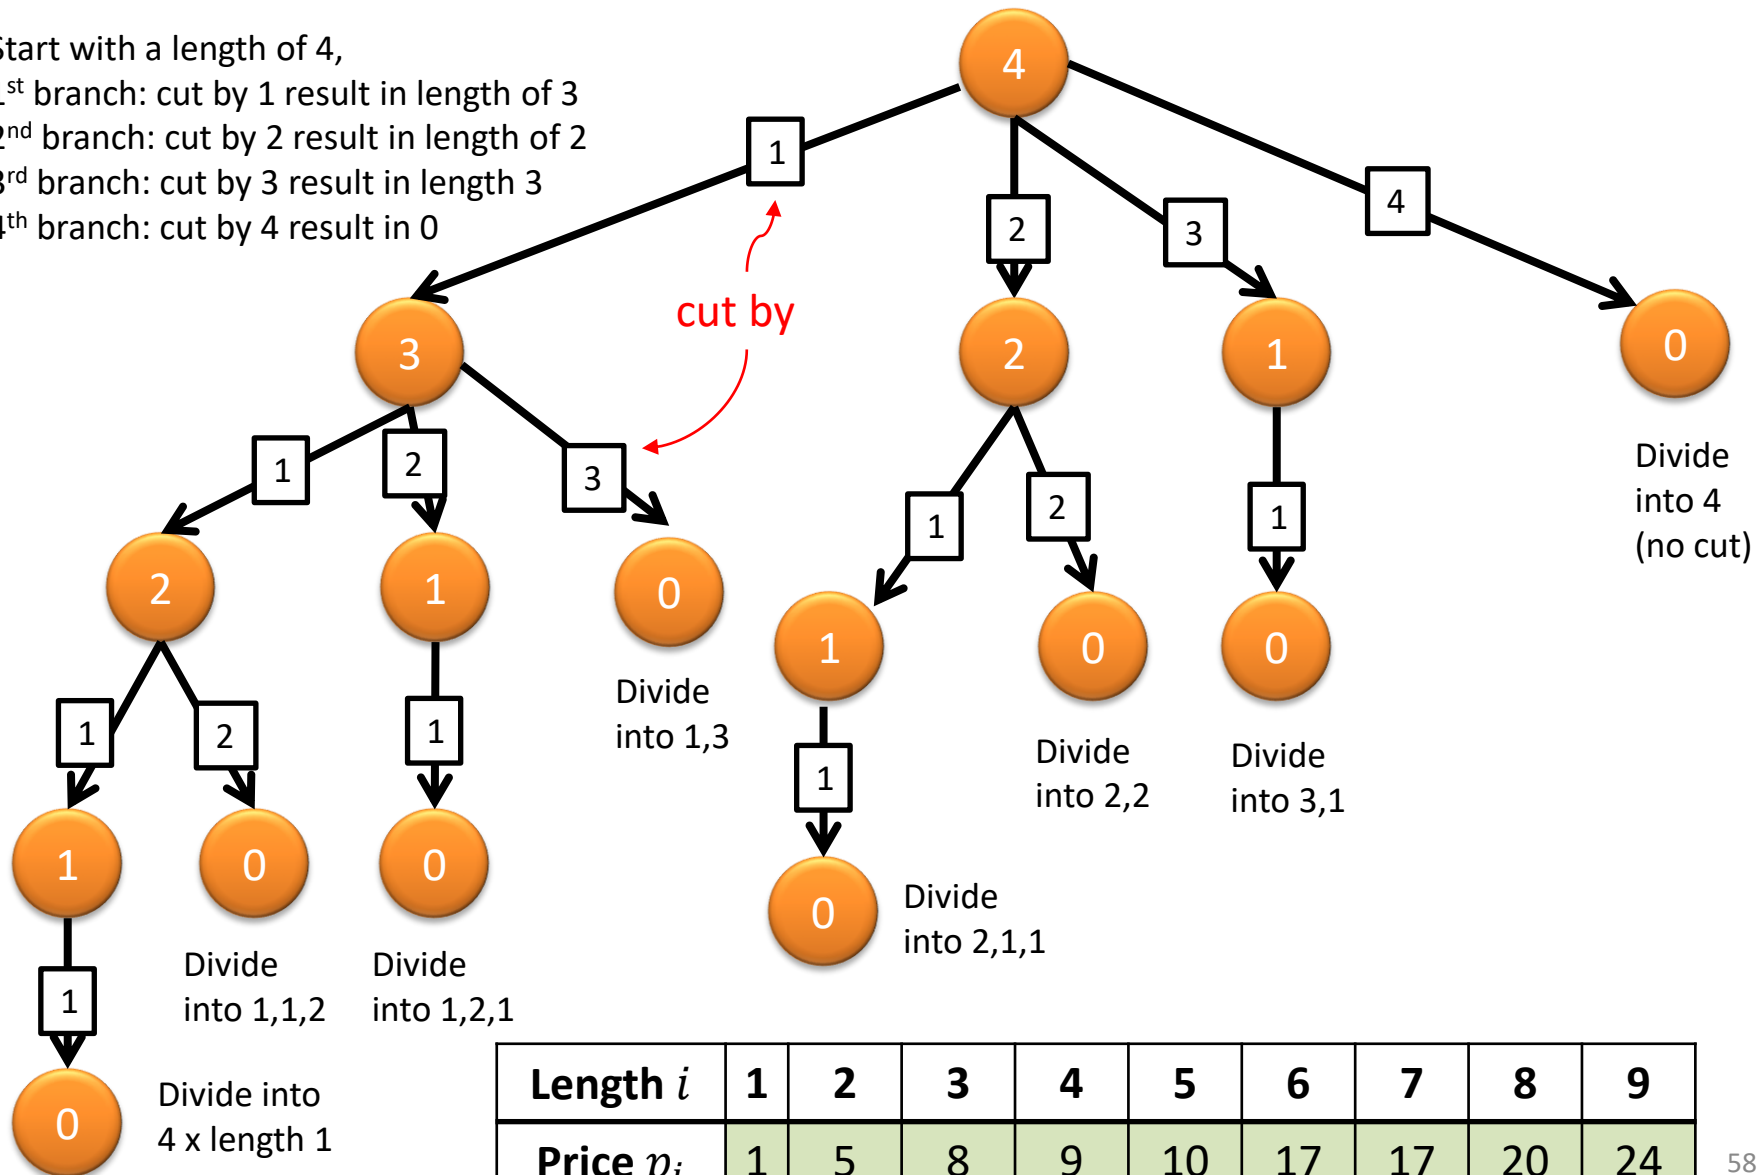 Start with a length of 4,
1st branch: cut by 1 result in length of 3
2nd branch: cut by 2 result in length of 2
3rd branch: cut by 3 result in length 3
4th branch: cut by 4 result in 0
4
1
2
3
4
cut by
3
2
1
0
1
2
3
1
2
1
Divide
into 4
(no cut)
2
1
0
1
0
0
Divide
into 1,3
1
2
1
1
Divide
into 2,2
Divide
into 3,1
1
0
0
0
Divide
into 2,1,1
1
Divide
into 1,1,2
Divide
into 1,2,1
0
Divide into
4 x length 1
Length i 1 2 3 4 5 6 7 8 9
Price pi 1 5 8 9 10 17 17 20 24
58